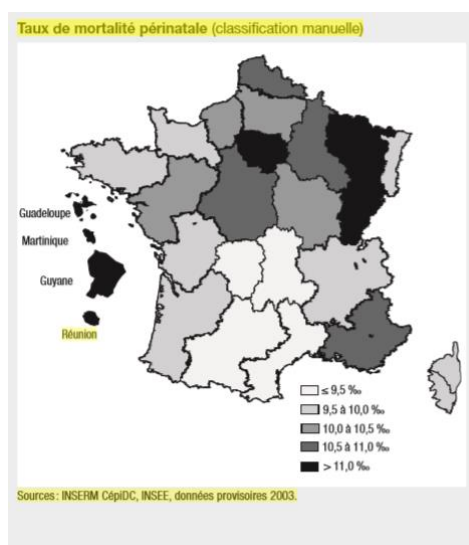 Taux de mortalité périnatale (classification manuelle)
Guadeloupe
Martinique
Guyane
Réunion
≤ 9,5 ‰
9,5 à 10,0 ‰
10,0 à 10,5 ‰
10,5 à 11,0 ‰
> 11,0 ‰
Sources : INSERM CépiDC, INSEE, données provisoires 2003.